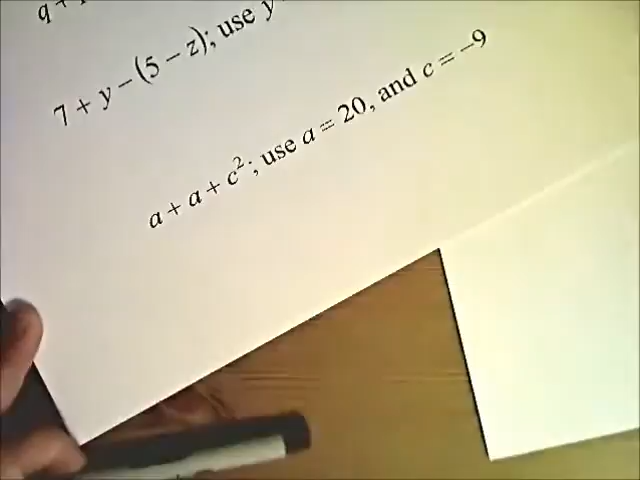 q +
7 + y − (5 − z); use y
a + a + c²; use a = 20, and c = −9